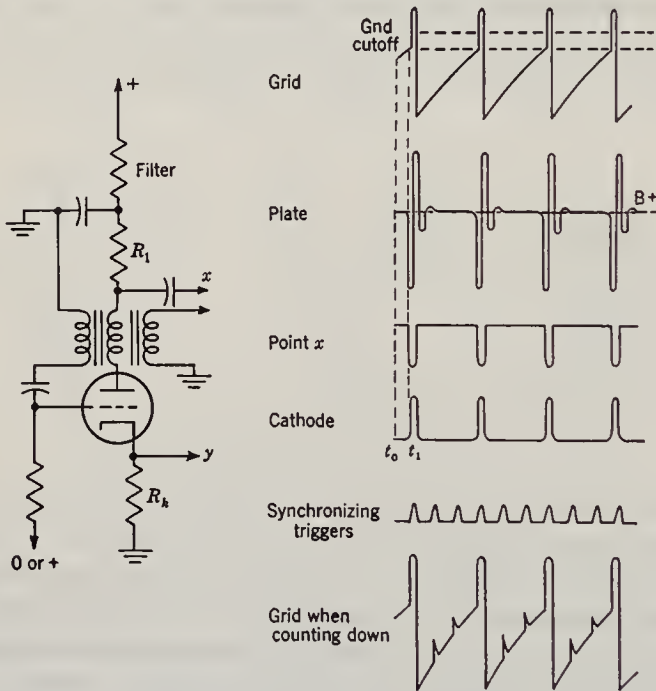 +
Filter
R₁
x
y
Rₖ
0 or +
Gnd
cutoff
Grid
Plate
B+
Point x
Cathode
t₀
t₁
Synchronizing
triggers
Grid when
counting down